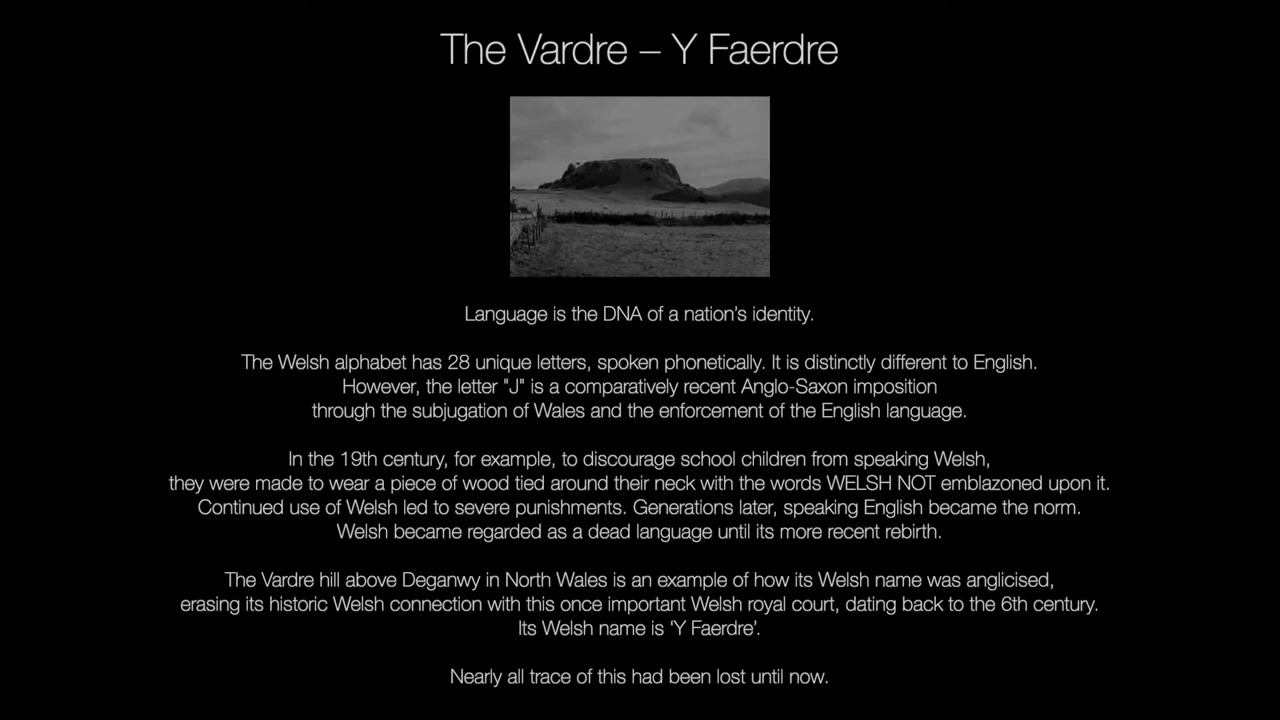 The Vardre – Y Faerdre
Language is the DNA of a nation’s identity.
The Welsh alphabet has 28 unique letters, spoken phonetically. It is distinctly different to English.
However, the letter "J" is a comparatively recent Anglo-Saxon imposition
through the subjugation of Wales and the enforcement of the English language.
In the 19th century, for example, to discourage school children from speaking Welsh,
they were made to wear a piece of wood tied around their neck with the words WELSH NOT emblazoned upon it.
Continued use of Welsh led to severe punishments. Generations later, speaking English became the norm.
Welsh became regarded as a dead language until its more recent rebirth.
The Vardre hill above Deganwy in North Wales is an example of how its Welsh name was anglicised,
erasing its historic Welsh connection with this once important Welsh royal court, dating back to the 6th century.
Its Welsh name is ‘Y Faerdre’.
Nearly all trace of this had been lost until now.